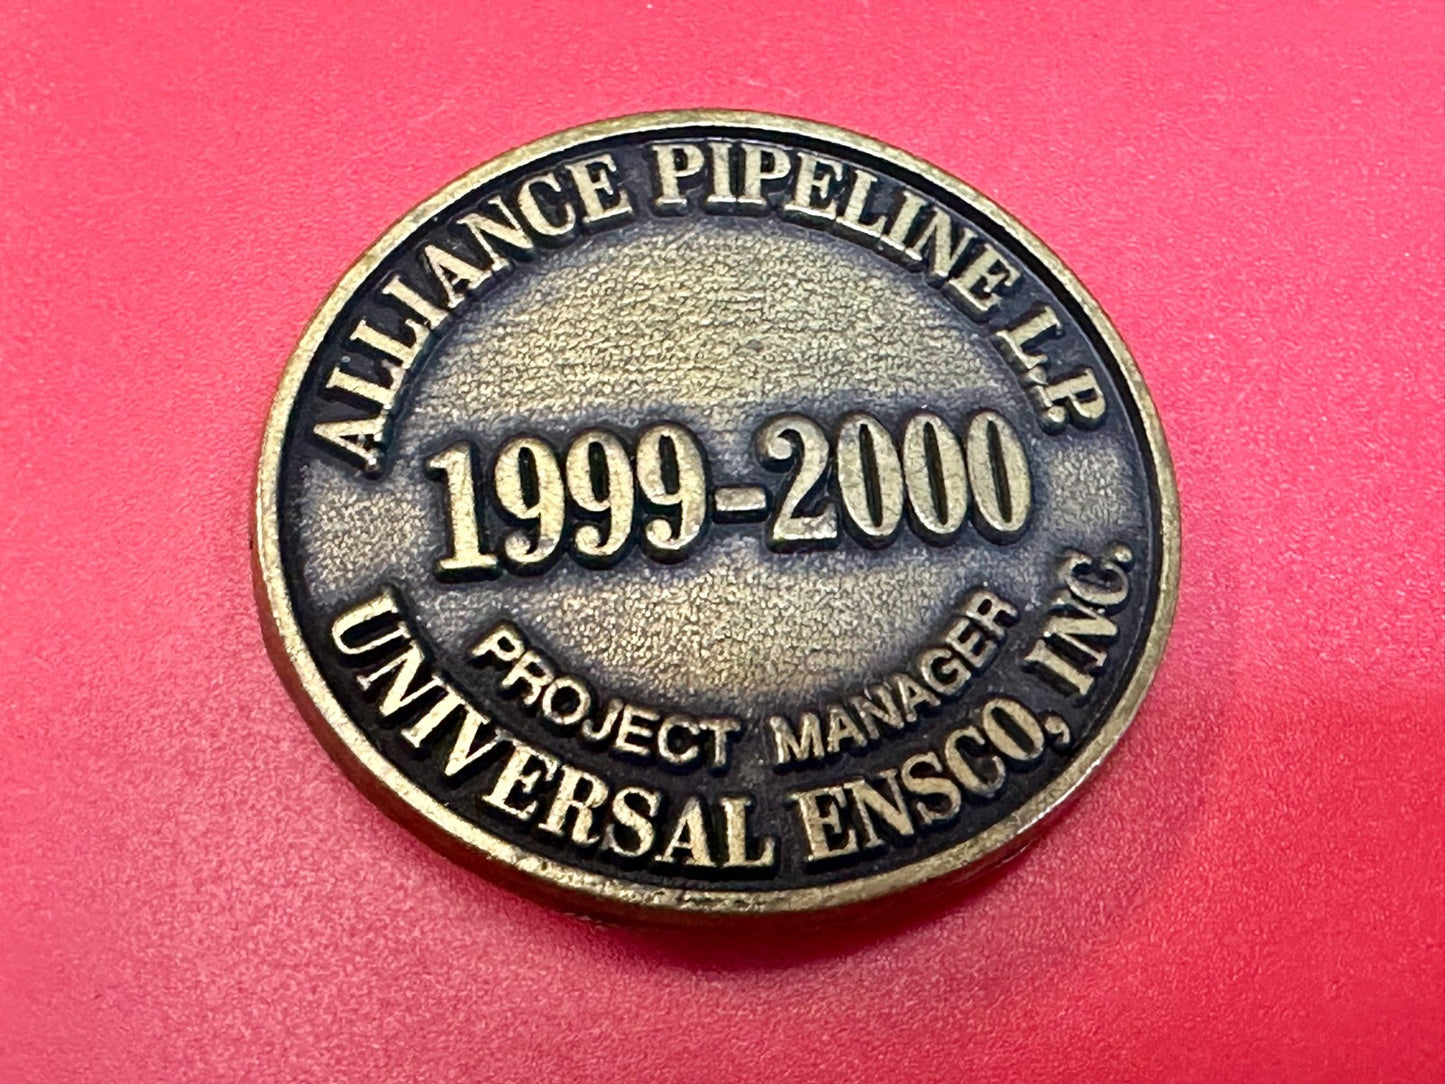 ALLIANCE PIPELINE L.P.
1999-2000
PROJECT MANAGER
UNIVERSAL ENSCO, INC.